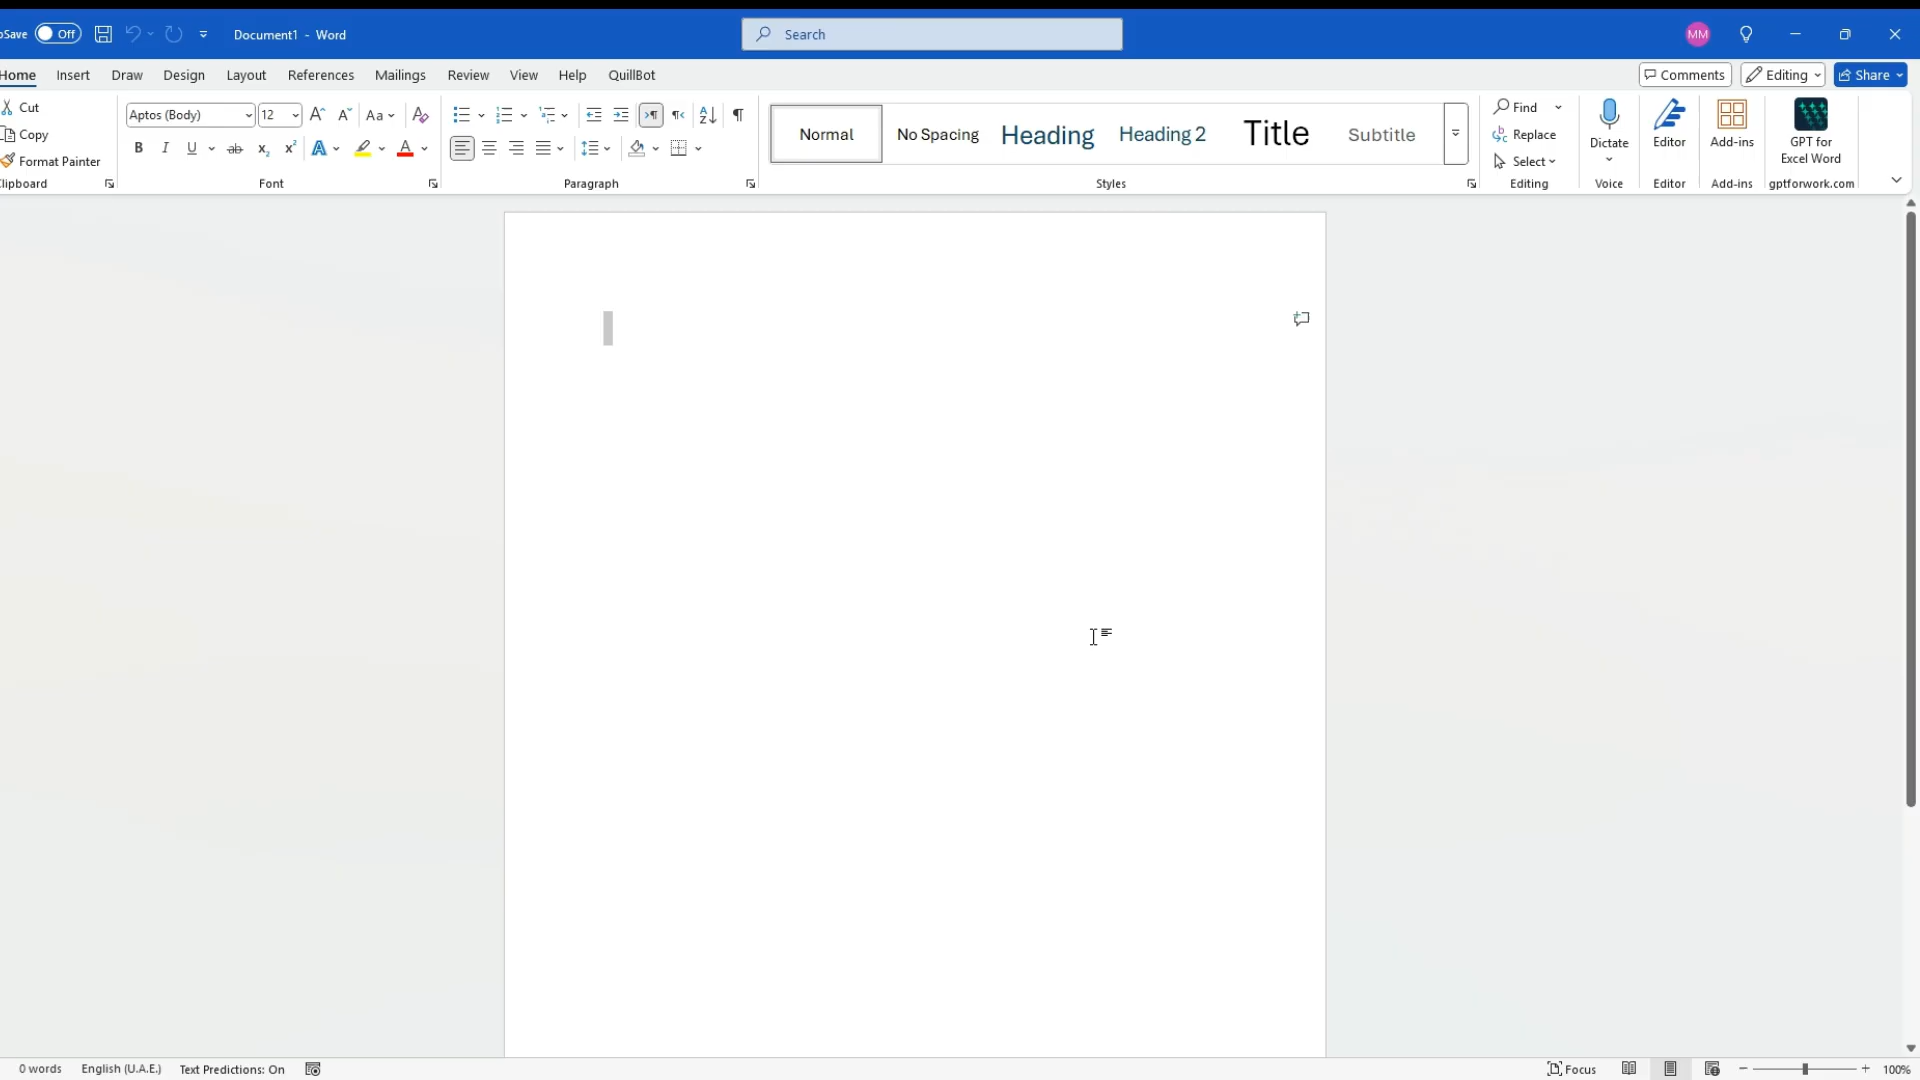 oSave Off Document1 - Word Search MM
Home Insert Draw Design Layout References Mailings Review View Help QuillBot Comments Editing Share
Cut Aptos (Body) 12 Normal No Spacing Heading Heading 2 Title Subtitle Find
Copy Replace Dictate Editor Add-ins GPT for
Format Painter Select Excel Word
lipboard Font Paragraph Styles Editing Voice Editor Add-ins gptforwork.com
0 words English (U.A.E.) Text Predictions: On Focus 100%